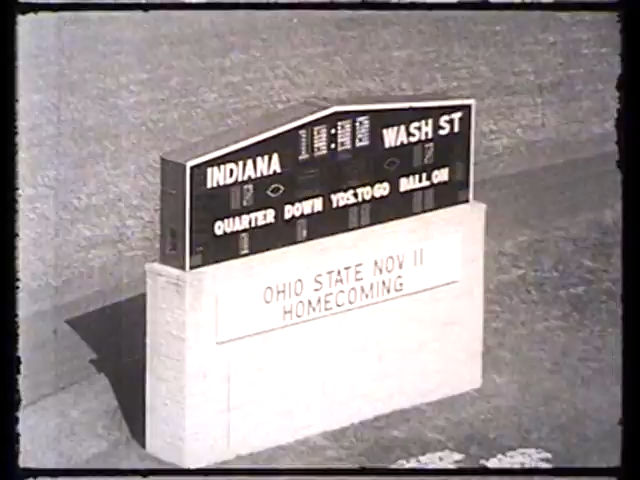 INDIANA WASH ST
QUARTER DOWN YDS.TO GO BALL ON
OHIO STATE NOV 11
HOMECOMING